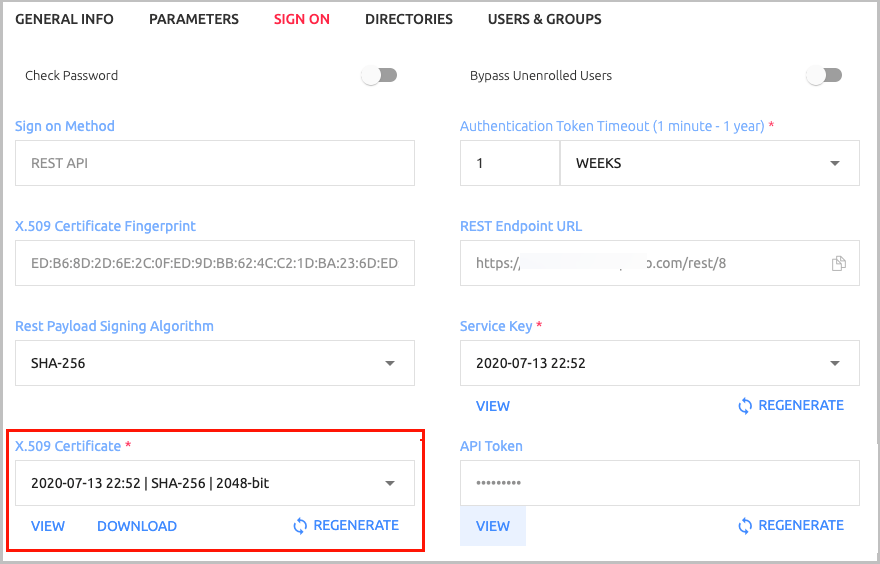 GENERAL INFO PARAMETERS SIGN ON DIRECTORIES USERS & GROUPS
Check Password
Bypass Unenrolled Users
Sign on Method
Authentication Token Timeout (1 minute - 1 year) *
REST API
1 WEEKS
X.509 Certificate Fingerprint
REST Endpoint URL
ED:B6:8D:2D:6E:2C:0F:ED:9D:BB:62:4C:C2:1D:BA:23:6D:ED
https:/ o.com/rest/8
Rest Payload Signing Algorithm
Service Key *
SHA-256
2020-07-13 22:52
VIEW REGENERATE
X.509 Certificate *
API Token
2020-07-13 22:52 | SHA-256 | 2048-bit
•••••••••
VIEW DOWNLOAD REGENERATE
VIEW REGENERATE